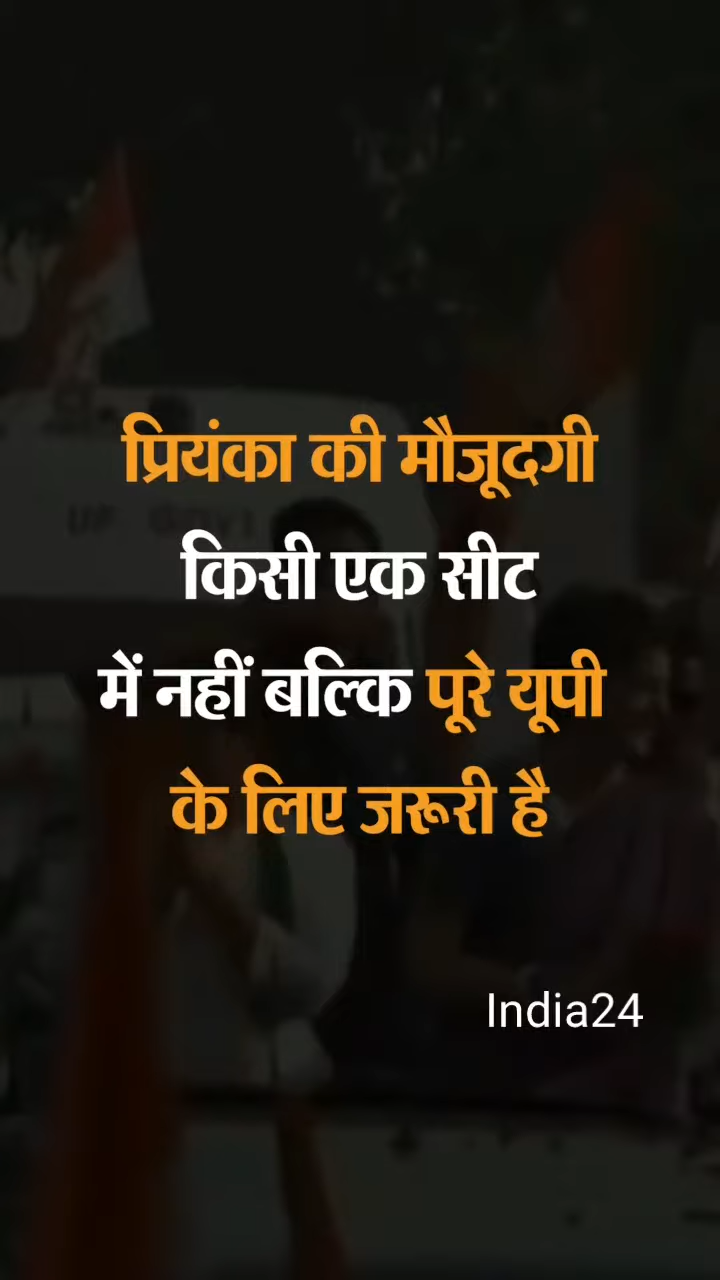 प्रियंका की मौजूदगी
किसी एक सीट
में नहीं बल्कि पूरे यूपी
के लिए जरूरी है
India24